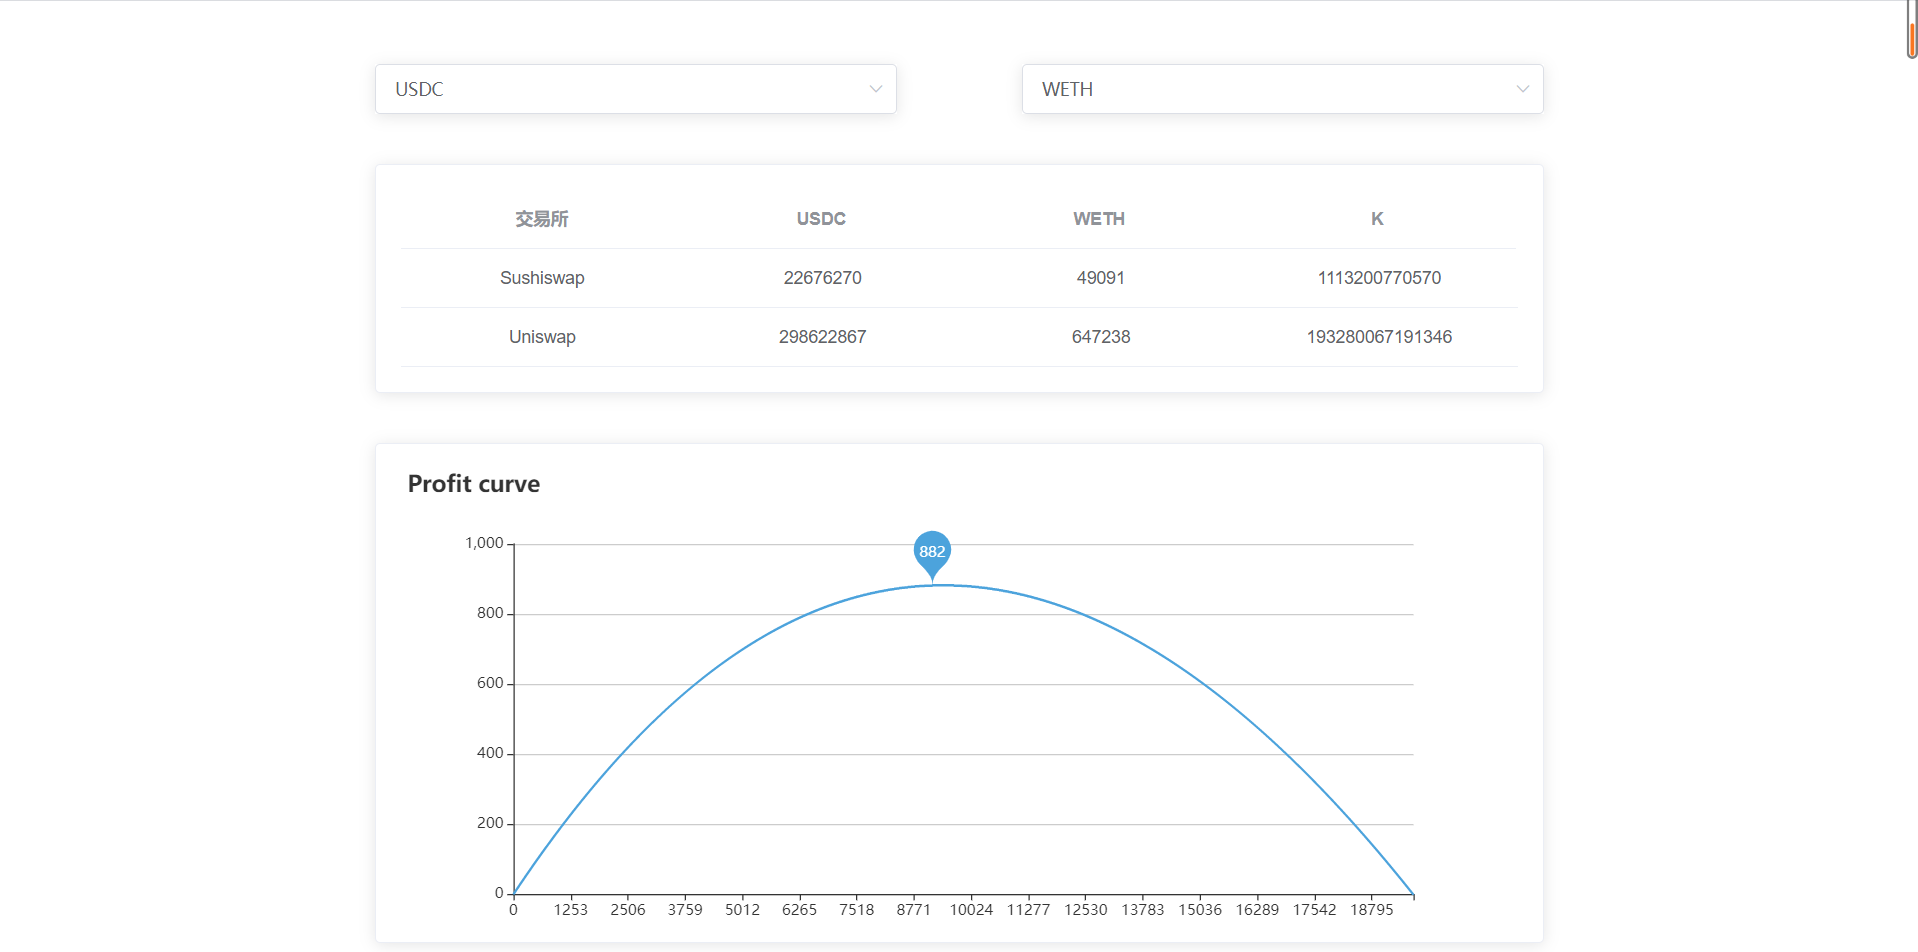 USDC WETH
交易所 USDC WETH K
Sushiswap 22676270 49091 1113200770570
Uniswap 298622867 647238 193280067191346
Profit curve
882
1,000
800
600
400
200
0
0 1253 2506 3759 5012 6265 7518 8771 10024 11277 12530 13783 15036 16289 17542 18795